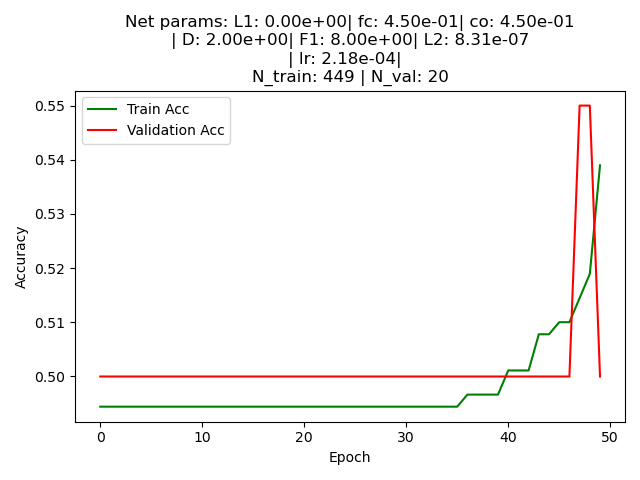 Net params: L1: 0.00e+00| fc: 4.50e-01| co: 4.50e-01
| D: 2.00e+00| F1: 8.00e+00| L2: 8.31e-07
| lr: 2.18e-04|
N_train: 449 | N_val: 20
Train Acc
Validation Acc
0.55
0.54
0.53
0.52
0.51
0.50
Accuracy
0 10 20 30 40 50
Epoch